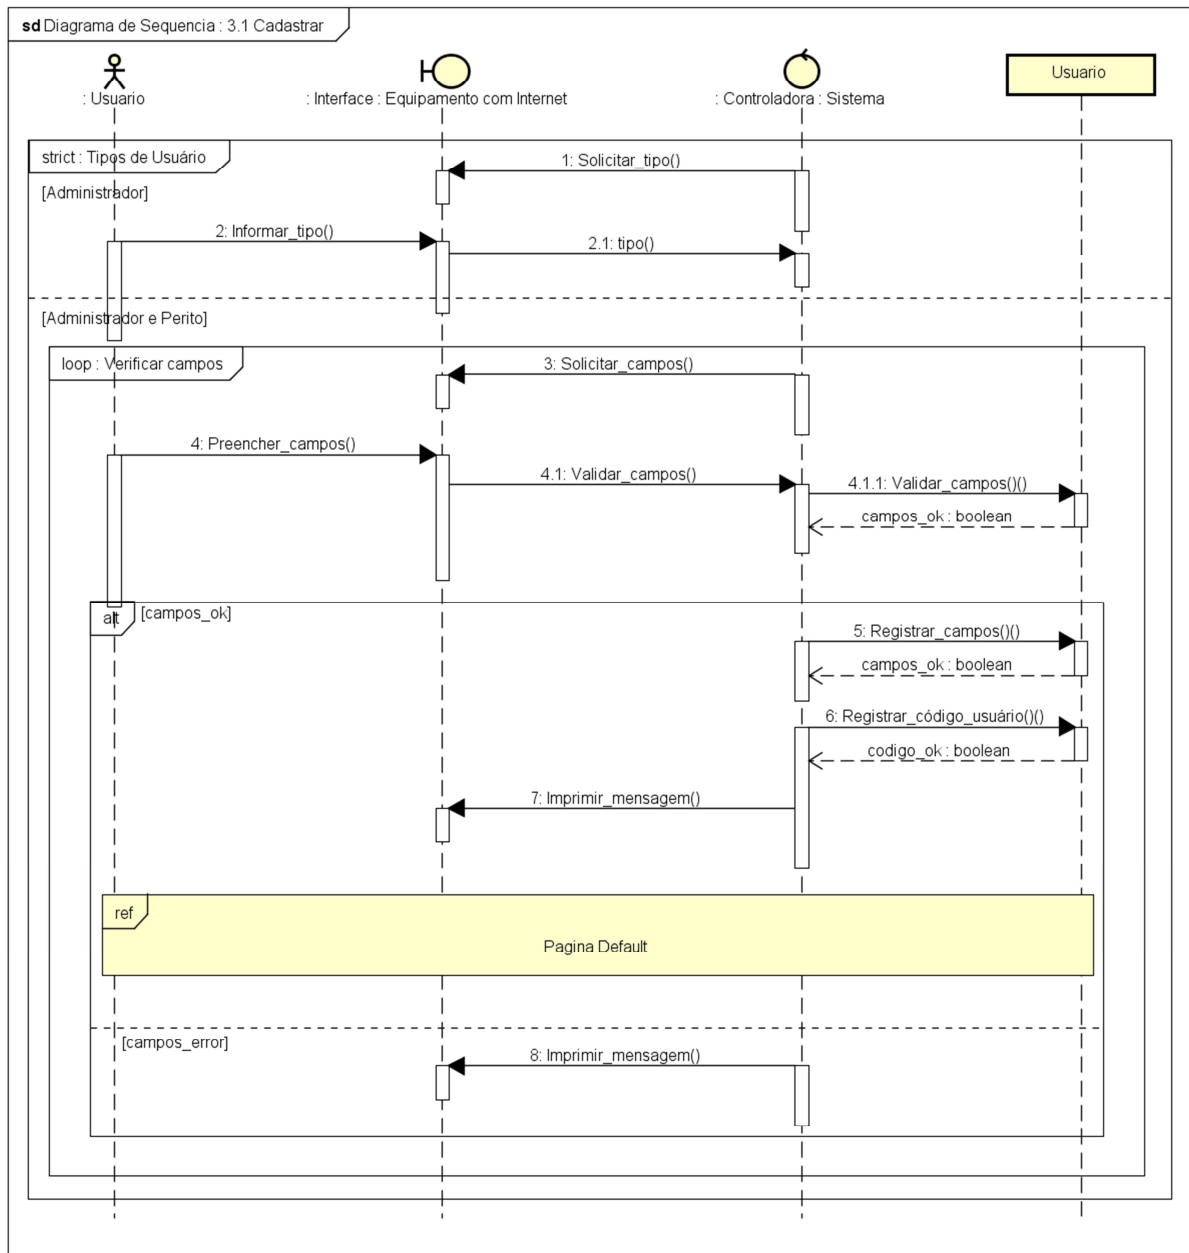 sd Diagrama de Sequencia : 3.1 Cadastrar
: Usuario
: Interface : Equipamento com Internet
: Controladora : Sistema
Usuario
strict : Tipos de Usuário
1: Solicitar_tipo()
[Administrador]
2: Informar_tipo()
2.1: tipo()
[Administrador e Perito]
loop : Verificar campos
3: Solicitar_campos()
4: Preencher_campos()
4.1: Validar_campos()
4.1.1: Validar_campos()()
campos_ok : boolean
alt
[campos_ok]
5: Registrar_campos()()
campos_ok : boolean
6: Registrar_código_usuário()()
codigo_ok : boolean
7: Imprimir_mensagem()
ref
Pagina Default
[campos_error]
8: Imprimir_mensagem()